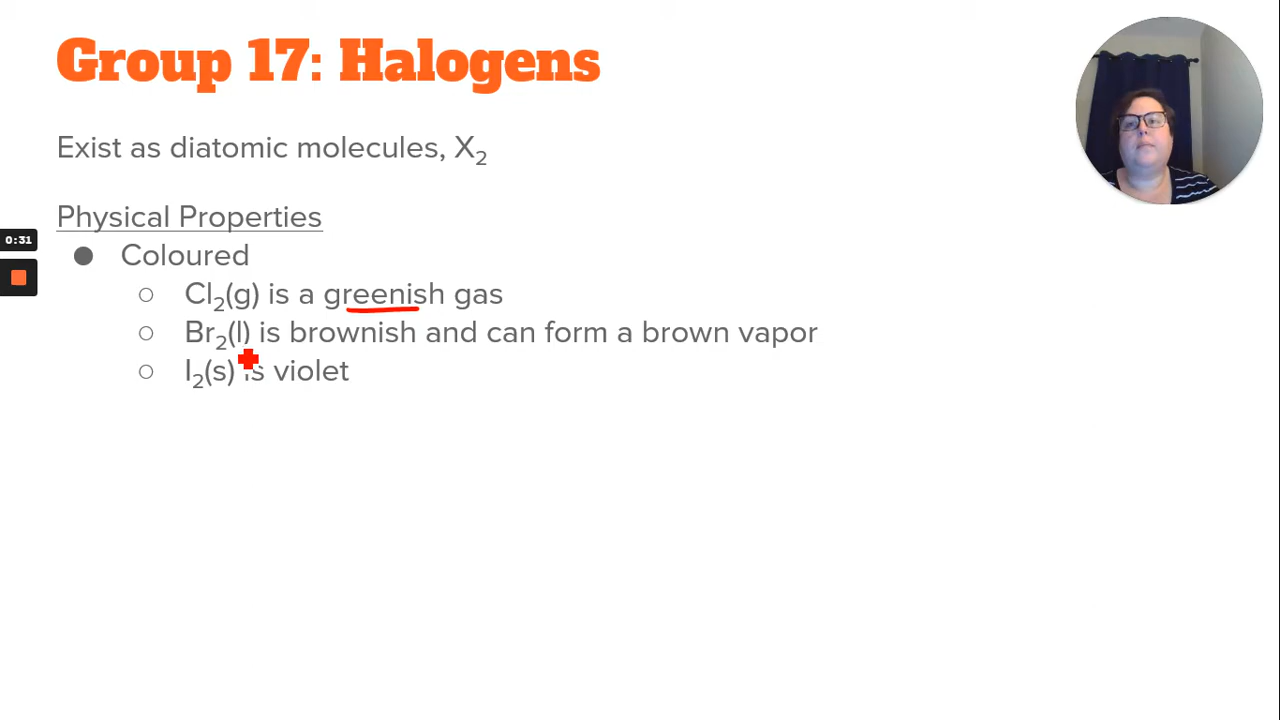 Group 17: Halogens
Exist as diatomic molecules, X₂
Physical Properties
0:31
● Coloured
○ Cl₂(g) is a greenish gas
○ Br₂(l) is brownish and can form a brown vapor
○ I₂(s) is violet